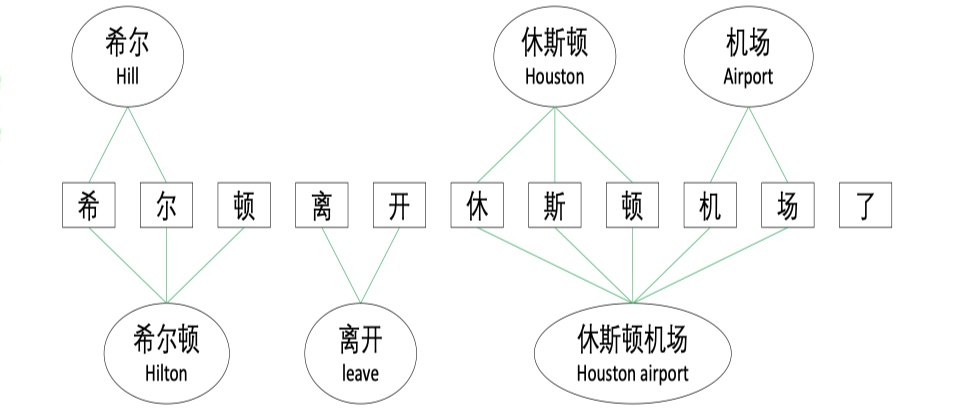 希尔
Hill
休斯顿
Houston
机场
Airport
希 尔 顿 离 开 休 斯 顿 机 场 了
希尔顿
Hilton
离开
leave
休斯顿机场
Houston airport